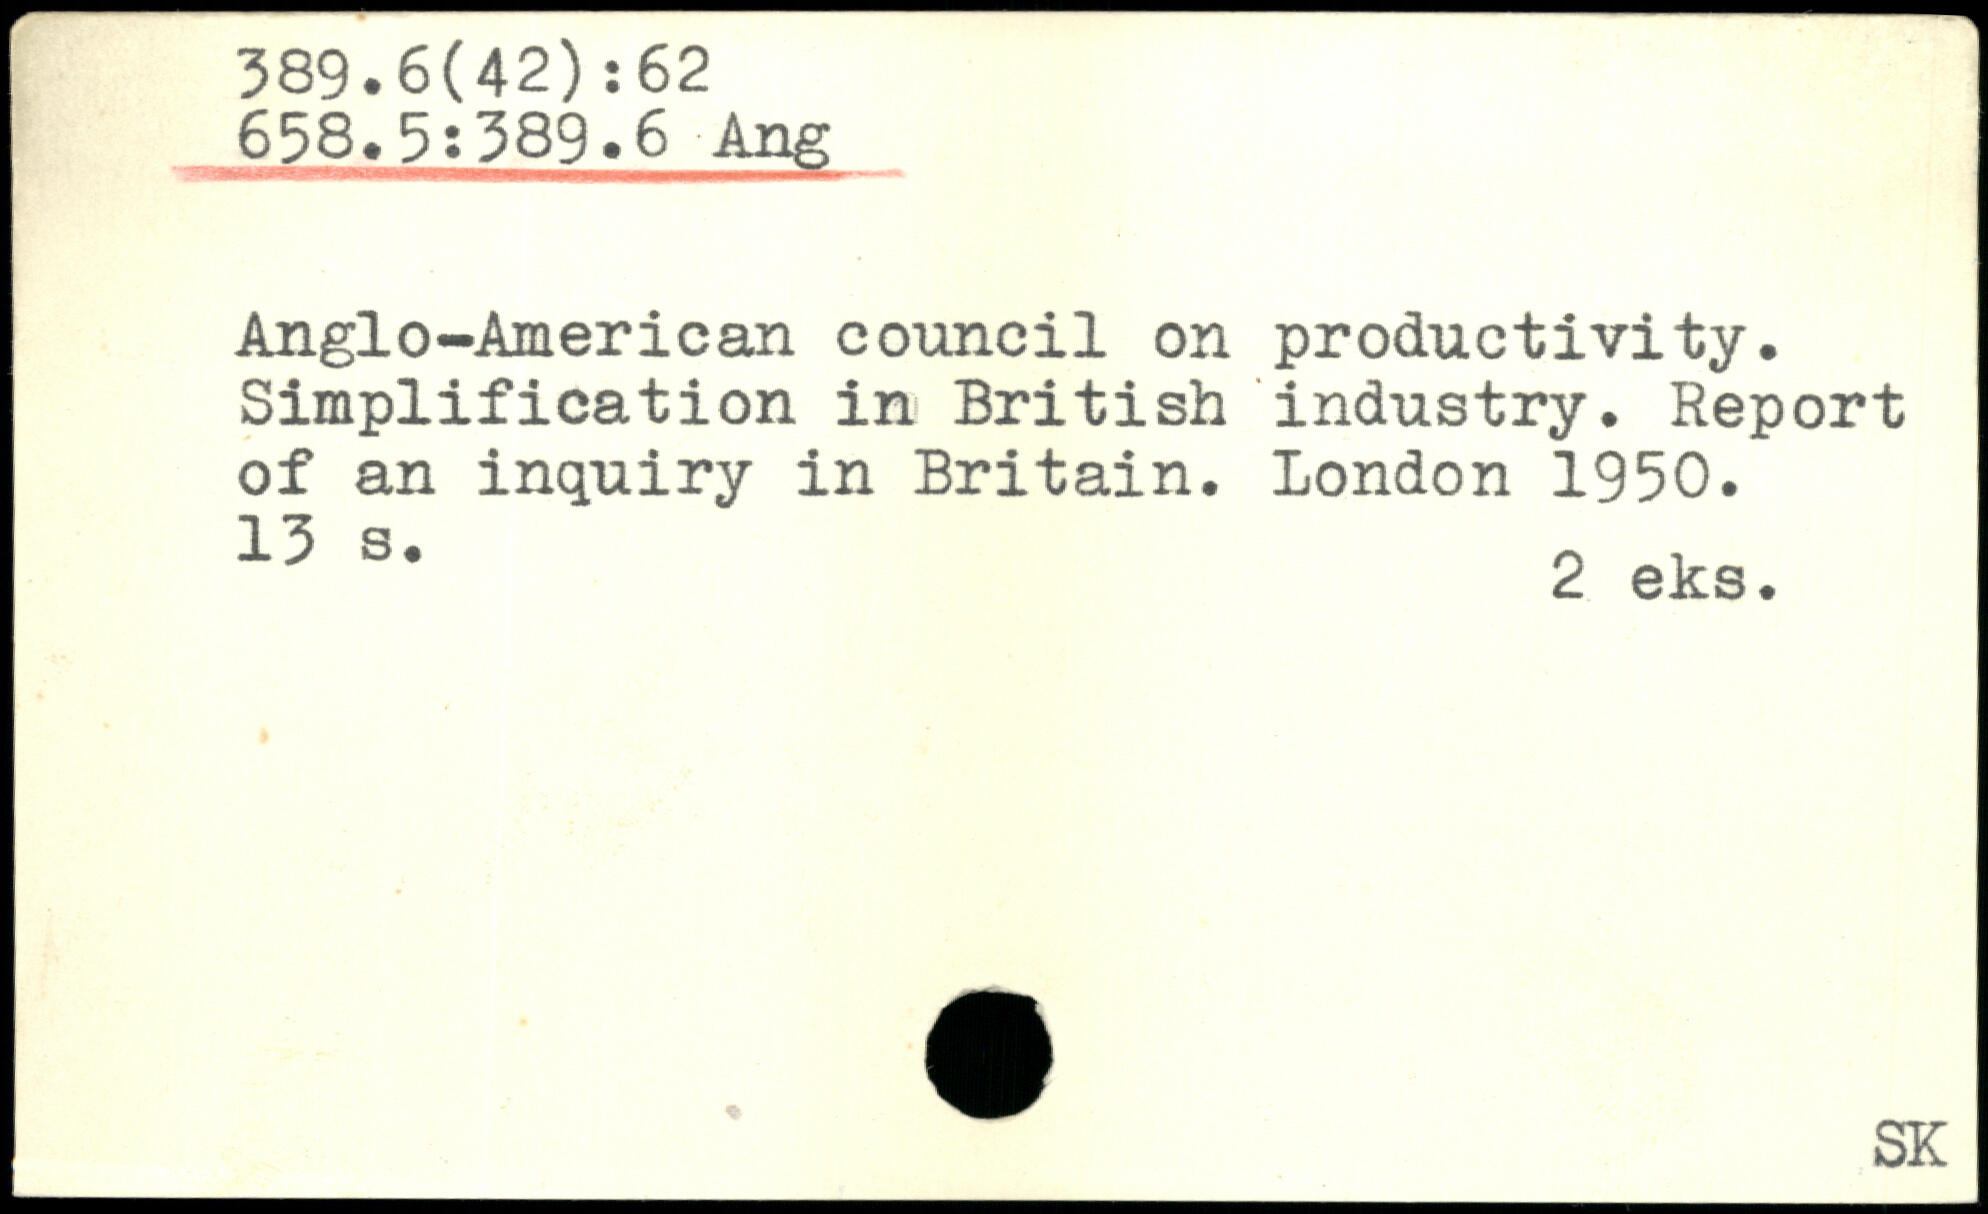 389.6(42):62
658.5:389.6 Ang
Anglo-American council on productivity.
Simplification in British industry. Report
of an inquiry in Britain. London 1950.
13 s.
2 eks.
SK